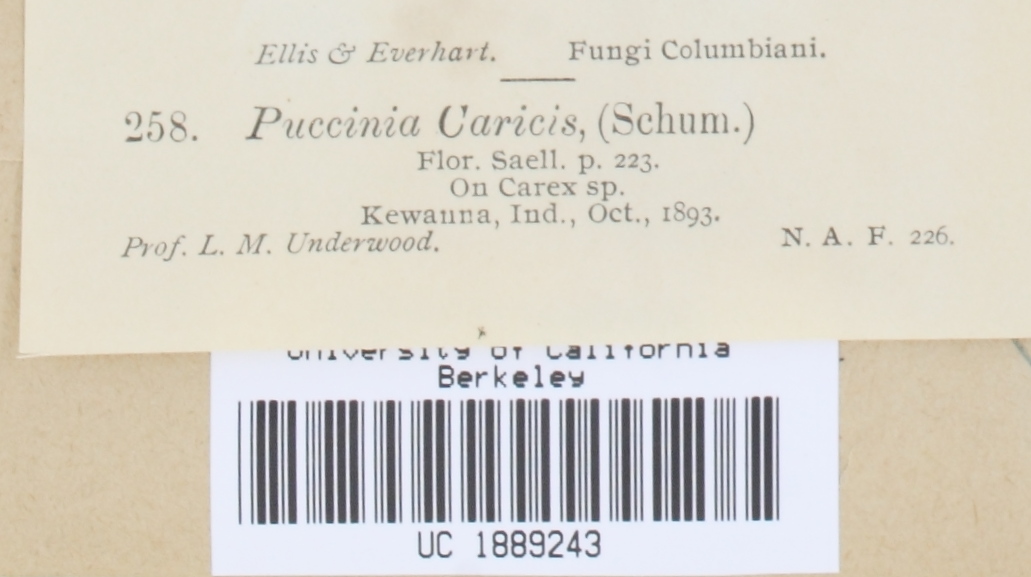 Ellis & Everhart. Fungi Columbiani.
258. Puccinia Caricis, (Schum.)
Flor. Saell. p. 223.
On Carex sp.
Kewanna, Ind., Oct., 1893.
Prof. L. M. Underwood. N. A. F. 226.
University of California
Berkeley
UC 1889243